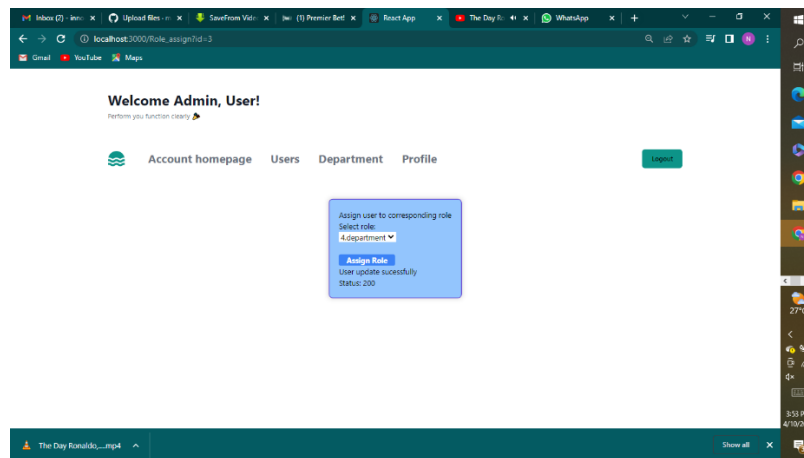 Inbox (2) - inno
Upload files - n
SaveFrom Vide
(1) Premier Bet!
React App
The Day Ro
WhatsApp
localhost:3000/Role_assign?id=3
Gmail
YouTube
Maps
Welcome Admin, User!
Perform you function clearly
Account homepage
Users
Department
Profile
Logout
Assign user to corresponding role
Select role:
4.department
Assign Role
User update sucessfully
Status: 200
27°
3:53 P
4/10/2
The Day Ronaldo,....mp4
Show all